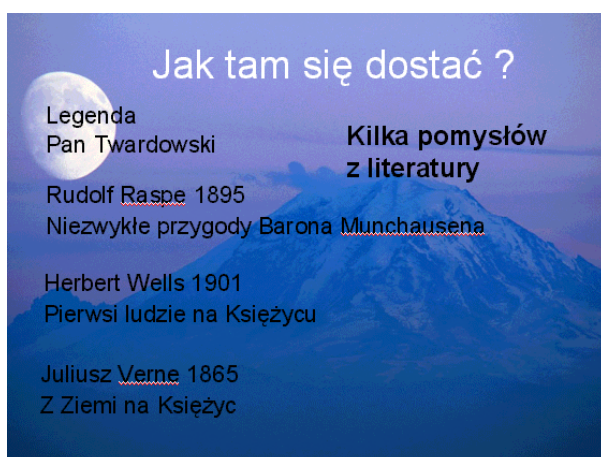 Jak tam się dostać ?
Legenda
Pan Twardowski
Kilka pomysłów
z literatury
Rudolf Raspe 1895
Niezwykłe przygody Barona Munchausena
Herbert Wells 1901
Pierwsi ludzie na Księżycu
Juliusz Verne 1865
Z Ziemi na Księżyc